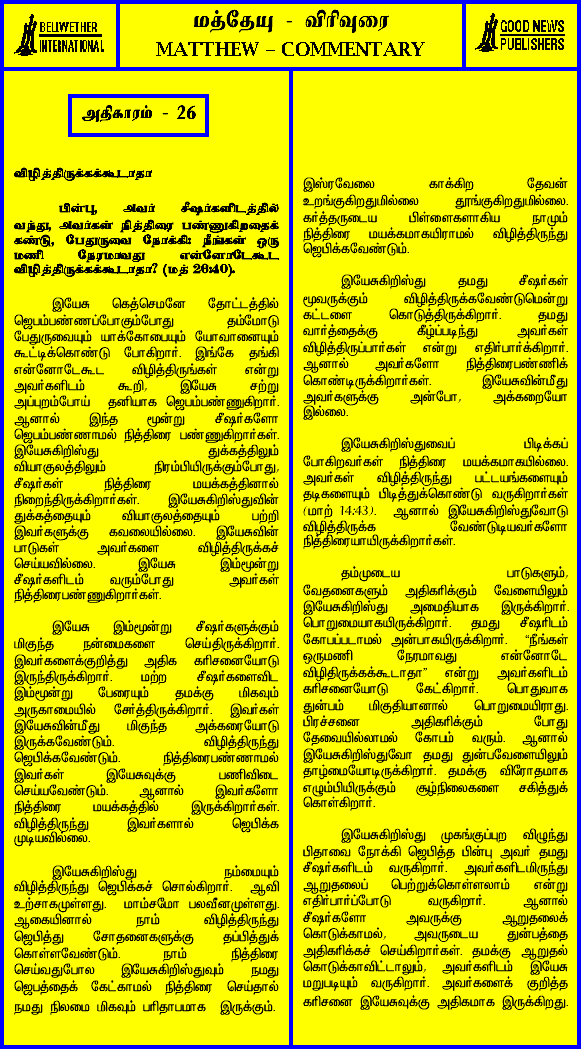 BELIWETHER
INTERNATIONAL
மத்தேயு - விரிவுரை
MATTHEW – COMMENTARY
GOOD NEWS
PUBLISHERS
அதிகாரம் - 26
விழித்திருக்கக்கூடாதா
பின்பு, அவர் சீஷர்களிடத்தில்
வந்து, அவர்கள் நித்திரை பண்ணுகிறதைக்
கண்டு, பேதுருவை நோக்கி: நீங்கள் ஒரு
மணி நேரமாவது என்னோடேகூட
விழித்திருக்கக்கூடாதா? (மத் 26:40).
இயேசு கெத்செமனே தோட்டத்தில்
ஜெபம்பண்ணப்போகும்போது தம்மோடு
பேதுருவையும் யாக்கோபையும் யோவானையும்
கூட்டிக்கொண்டு போகிறார். இங்கே தங்கி
என்னோடேகூட விழித்திருங்கள் என்று
அவர்களிடம் கூறி, இயேசு சற்று
அப்புறம்போய் தனியாக ஜெபம்பண்ணுகிறார்.
ஆனால் இந்த மூன்று சீஷர்களோ
ஜெபம்பண்ணாமல் நித்திரை பண்ணுகிறார்கள்.
இயேசுகிறிஸ்து துக்கத்திலும்
வியாகுலத்திலும் நிரம்பியிருக்கும்போது,
சீஷர்கள் நித்திரை மயக்கத்தினால்
நிறைந்திருக்கிறார்கள். இயேசுகிறிஸ்துவின்
துக்கத்தையும் வியாகுலத்தையும் பற்றி
இவர்களுக்கு கவலையில்லை. இயேசுவின்
பாடுகள் அவர்களை விழித்திருக்கச்
செய்யவில்லை. இயேசு இம்மூன்று
சீஷர்களிடம் வரும்போது அவர்கள்
நித்திரைபண்ணுகிறார்கள்.
இயேசு இம்மூன்று சீஷர்களுக்கும்
மிகுந்த நன்மைகளை செய்திருக்கிறார்.
இவர்களைக்குறித்து அதிக கரிசனையோடு
இருந்திருக்கிறார். மற்ற சீஷர்களைவிட
இம்மூன்று பேரையும் தமக்கு மிகவும்
அருகாமையில் சேர்த்திருக்கிறார். இவர்கள்
இயேசுவின்மீது மிகுந்த அக்கரையோடு
இருக்கவேண்டும். விழித்திருந்து
ஜெபிக்கவேண்டும். நித்திரைபண்ணாமல்
இவர்கள் இயேசுவுக்கு பணிவிடை
செய்யவேண்டும். ஆனால் இவர்களோ
நித்திரை மயக்கத்தில் இருக்கிறார்கள்.
விழித்திருந்து இவர்களால் ஜெபிக்க
முடியவில்லை.
இயேசுகிறிஸ்து நம்மையும்
விழித்திருந்து ஜெபிக்கச் சொல்கிறார். ஆவி
உற்சாகமுள்ளது. மாம்சமோ பலவீனமுள்ளது.
ஆகையினால் நாம் விழித்திருந்து
ஜெபித்து சோதனைகளுக்கு தப்பித்துக்
கொள்ளவேண்டும். நாம் நித்திரை
செய்வதுபோல இயேசுகிறிஸ்துவும் நமது
ஜெபத்தைக் கேட்காமல் நித்திரை செய்தால்
நமது நிலமை மிகவும் பரிதாபமாக இருக்கும்.
இஸ்ரவேலை காக்கிற தேவன்
உறங்குகிறதுமில்லை தூங்குகிறதுமில்லை.
கர்த்தருடைய பிள்ளைகளாகிய நாமும்
நித்திரை மயக்கமாகயிராமல் விழித்திருந்து
ஜெபிக்கவேண்டும்.
இயேசுகிறிஸ்து தமது சீஷர்கள்
மூவருக்கும் விழித்திருக்கவேண்டுமென்று
கட்டளை கொடுத்திருக்கிறார். தமது
வார்த்தைக்கு கீழ்ப்படிந்து அவர்கள்
விழித்திருப்பார்கள் என்று எதிர்பார்க்கிறார்.
ஆனால் அவர்களோ நித்திரைபண்ணிக்
கொண்டிருக்கிறார்கள். இயேசுவின்மீது
அவர்களுக்கு அன்போ, அக்கறையோ
இல்லை.
இயேசுகிறிஸ்துவைப் பிடிக்கப்
போகிறவர்கள் நித்திரை மயக்கமாகயில்லை.
அவர்கள் விழித்திருந்து பட்டயங்களையும்
தடிகளையும் பிடித்துக்கொண்டு வருகிறார்கள்
(மாற் 14:43). ஆனால் இயேசுகிறிஸ்துவோடு
விழித்திருக்க வேண்டுடியவர்களோ
நித்திரையாயிருக்கிறார்கள்.
தம்முடைய பாடுகளும்,
வேதனைகளும் அதிகரிக்கும் வேளையிலும்
இயேசுகிறிஸ்து அமைதியாக இருக்கிறார்.
பொறுமையாகயிருக்கிறார். தமது சீஷரிடம்
கோபப்படாமல் அன்பாகயிருக்கிறார். "நீங்கள்
ஒருமணி நேரமாவது என்னோடே
விழிதிருக்கக்கூடாதா" என்று அவர்களிடம்
கரிசனையோடு கேட்கிறார். பொதுவாக
துன்பம் மிகுதியானால் பொறுமையிராது.
பிரச்சனை அதிகரிக்கும் போது
தேவையில்லாமல் கோபம் வரும். ஆனால்
இயேசுகிறிஸ்துவோ தமது துன்பவேளையிலும்
தாழ்மையோடிருக்கிறார். தமக்கு விரோதமாக
எழும்பியிருக்கும் சூழ்நிலைகளை சகித்துக்
கொள்கிறார்.
இயேசுகிறிஸ்து முகங்குப்புற விழுந்து
பிதாவை நோக்கி ஜெபித்த பின்பு அவர் தமது
சீஷர்களிடம் வருகிறார். அவர்களிடமிருந்து
ஆறுதலைப் பெற்றுக்கொள்ளலாம் என்று
எதிர்பார்ப்போடு வருகிறார். ஆனால்
சீஷர்களோ அவருக்கு ஆறுதலைக்
கொடுக்காமல், அவருடைய துன்பத்தை
அதிகரிக்கச் செய்கிறார்கள். தமக்கு ஆறுதல்
கொடுக்காவிட்டாலும், அவர்களிடம் இயேசு
மறுபடியும் வருகிறார். அவர்களைக் குறித்த
கரிசனை இயேசுவுக்கு அதிகமாக இருக்கிறது.